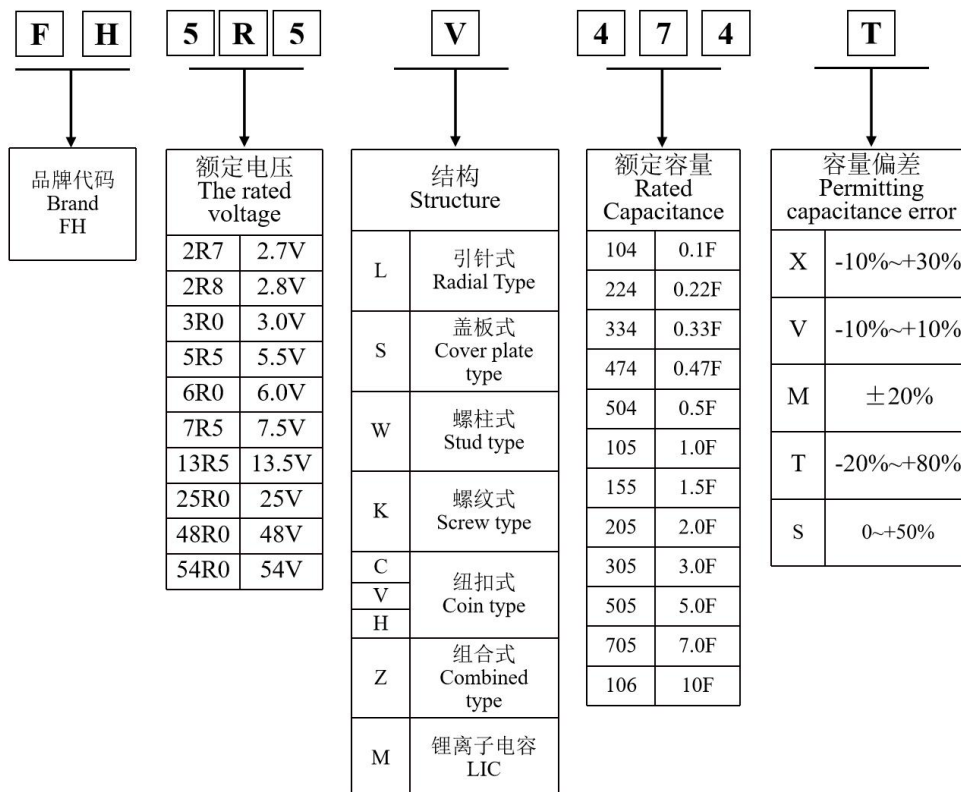 F H 5 R 5 V 4 7 4 T
品牌代码
Brand
FH
额定电压
The rated
voltage
2R7 2.7V
2R8 2.8V
3R0 3.0V
5R5 5.5V
6R0 6.0V
7R5 7.5V
13R5 13.5V
25R0 25V
48R0 48V
54R0 54V
结构
Structure
L 引针式
Radial Type
S 盖板式
Cover plate
type
W 螺柱式
Stud type
K 螺纹式
Screw type
C
V
H
纽扣式
Coin type
Z 组合式
Combined
type
M 锂离子电容
LIC
额定容量
Rated
Capacitance
104 0.1F
224 0.22F
334 0.33F
474 0.47F
504 0.5F
105 1.0F
155 1.5F
205 2.0F
305 3.0F
505 5.0F
705 7.0F
106 10F
容量偏差
Permitting
capacitance error
X -10%~+30%
V -10%~+10%
M ±20%
T -20%~+80%
S 0~+50%